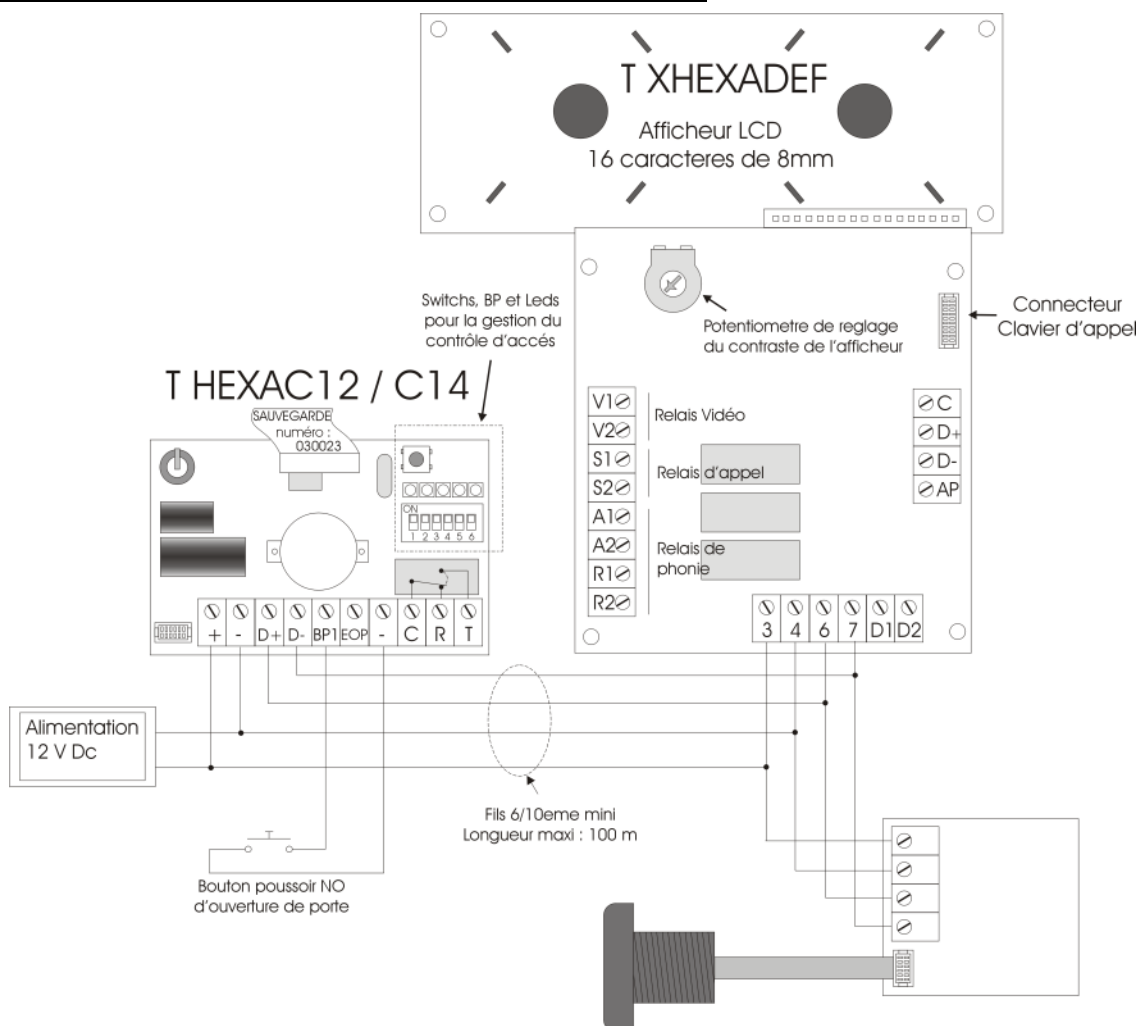 T XHEXADEF
Afficheur LCD
16 caracteres de 8mm
Switchs, BP et Leds
pour la gestion du
contrôle d'accés
Potentiometre de reglage
du contraste de l'afficheur
Connecteur
Clavier d'appel
T HEXAC12 / C14
SAUVEGARDE
numéro :
030023
ON
1 2 3 4 5 6
V1
V2
Relais Vidéo
S1
S2
Relais d'appel
A1
A2
R1
R2
Relais de
phonie
C
D+
D-
AP
3 4 6 7 D1 D2
+ - D+ D- BP1 EOP - C R T
Alimentation
12 V Dc
Fils 6/10eme mini
Longueur maxi : 100 m
Bouton poussoir NO
d'ouverture de porte